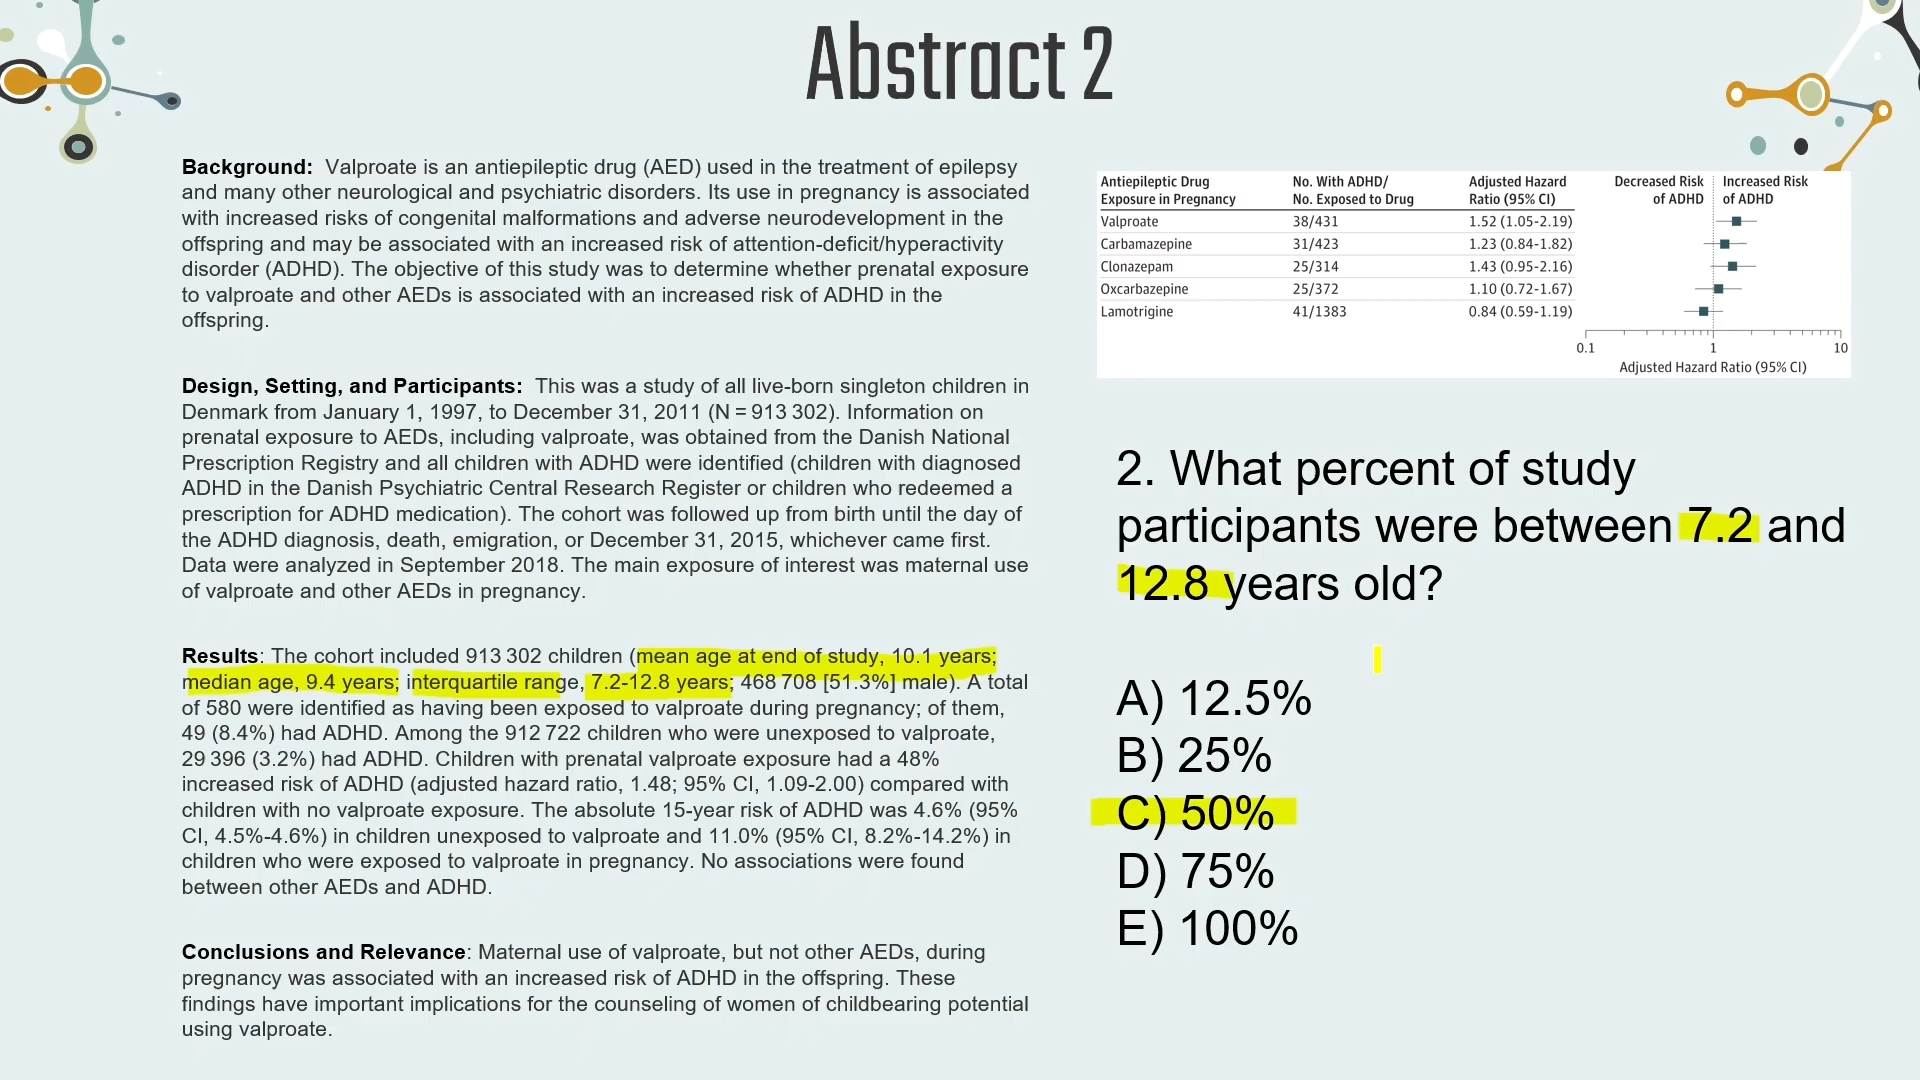 Abstract 2
Background:  Valproate is an antiepileptic drug (AED) used in the treatment of epilepsy
and many other neurological and psychiatric disorders. Its use in pregnancy is associated
with increased risks of congenital malformations and adverse neurodevelopment in the
offspring and may be associated with an increased risk of attention-deficit/hyperactivity
disorder (ADHD). The objective of this study was to determine whether prenatal exposure
to valproate and other AEDs is associated with an increased risk of ADHD in the
offspring.
Design, Setting, and Participants:  This was a study of all live-born singleton children in
Denmark from January 1, 1997, to December 31, 2011 (N = 913 302). Information on
prenatal exposure to AEDs, including valproate, was obtained from the Danish National
Prescription Registry and all children with ADHD were identified (children with diagnosed
ADHD in the Danish Psychiatric Central Research Register or children who redeemed a
prescription for ADHD medication). The cohort was followed up from birth until the day of
the ADHD diagnosis, death, emigration, or December 31, 2015, whichever came first.
Data were analyzed in September 2018. The main exposure of interest was maternal use
of valproate and other AEDs in pregnancy.
Results: The cohort included 913 302 children (mean age at end of study, 10.1 years;
median age, 9.4 years; interquartile range, 7.2-12.8 years; 468 708 [51.3%] male). A total
of 580 were identified as having been exposed to valproate during pregnancy; of them,
49 (8.4%) had ADHD. Among the 912 722 children who were unexposed to valproate,
29 396 (3.2%) had ADHD. Children with prenatal valproate exposure had a 48%
increased risk of ADHD (adjusted hazard ratio, 1.48; 95% CI, 1.09-2.00) compared with
children with no valproate exposure. The absolute 15-year risk of ADHD was 4.6% (95%
CI, 4.5%-4.6%) in children unexposed to valproate and 11.0% (95% CI, 8.2%-14.2%) in
children who were exposed to valproate in pregnancy. No associations were found
between other AEDs and ADHD.
Conclusions and Relevance: Maternal use of valproate, but not other AEDs, during
pregnancy was associated with an increased risk of ADHD in the offspring. These
findings have important implications for the counseling of women of childbearing potential
using valproate.
Antiepileptic Drug No. With ADHD/ Adjusted Hazard Decreased Risk Increased Risk
Exposure in Pregnancy No. Exposed to Drug Ratio (95% CI) of ADHD of ADHD
Valproate 38/431 1.52 (1.05-2.19)
Carbamazepine 31/423 1.23 (0.84-1.82)
Clonazepam 25/314 1.43 (0.95-2.16)
Oxcarbazepine 25/372 1.10 (0.72-1.67)
Lamotrigine 41/1383 0.84 (0.59-1.19)
0.1 1 10
Adjusted Hazard Ratio (95% CI)
2. What percent of study
participants were between 7.2 and
12.8 years old?
A) 12.5%
B) 25%
C) 50%
D) 75%
E) 100%